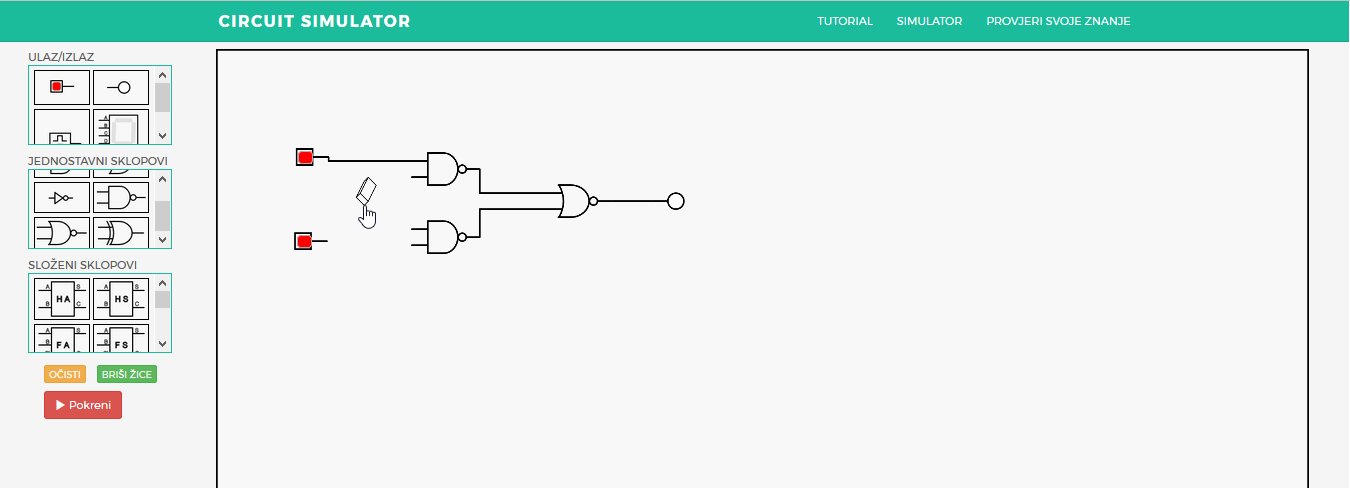 CIRCUIT SIMULATOR
TUTORIAL SIMULATOR PROVJERI SVOJE ZNANJE
ULAZ/IZLAZ
A
B
C
D
JEDNOSTAVNI SKLOPOVI
SLOŽENI SKLOPOVI
A HA S
B C
A HS S
B C
A FA S
B
A FS S
B
OČISTI BRIŠI ŽICE
Pokreni